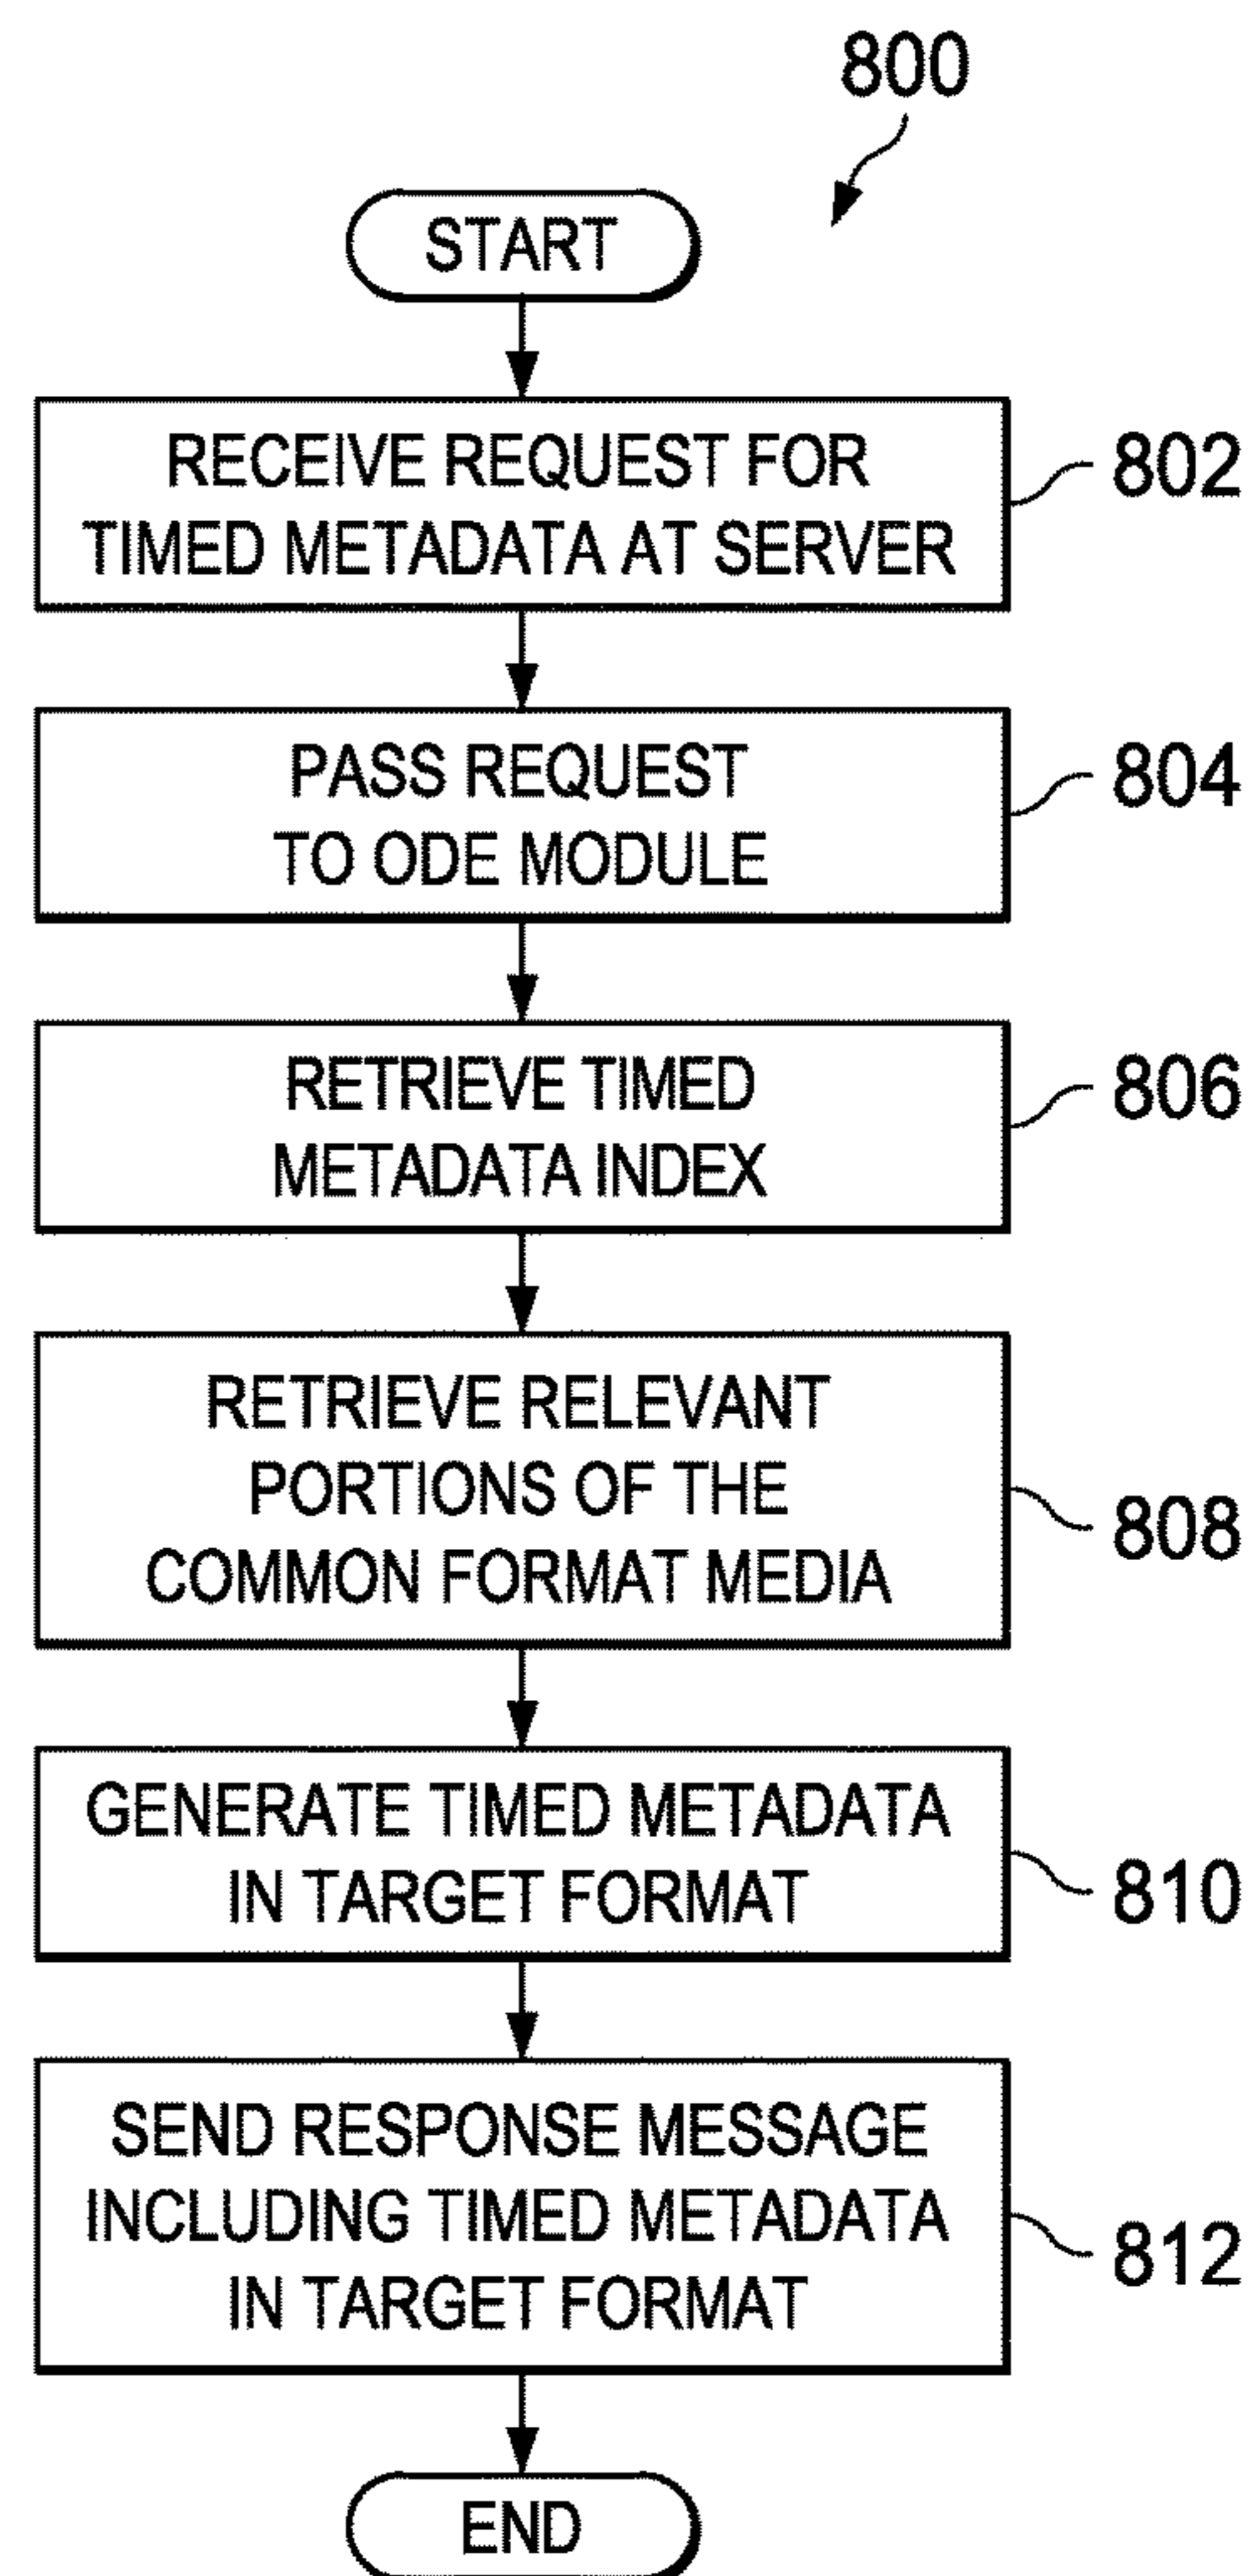 800
START
RECEIVE REQUEST FOR
TIMED METADATA AT SERVER
802
PASS REQUEST
TO ODE MODULE
804
RETRIEVE TIMED
METADATA INDEX
806
RETRIEVE RELEVANT
PORTIONS OF THE
COMMON FORMAT MEDIA
808
GENERATE TIMED METADATA
IN TARGET FORMAT
810
SEND RESPONSE MESSAGE
INCLUDING TIMED METADATA
IN TARGET FORMAT
812
END